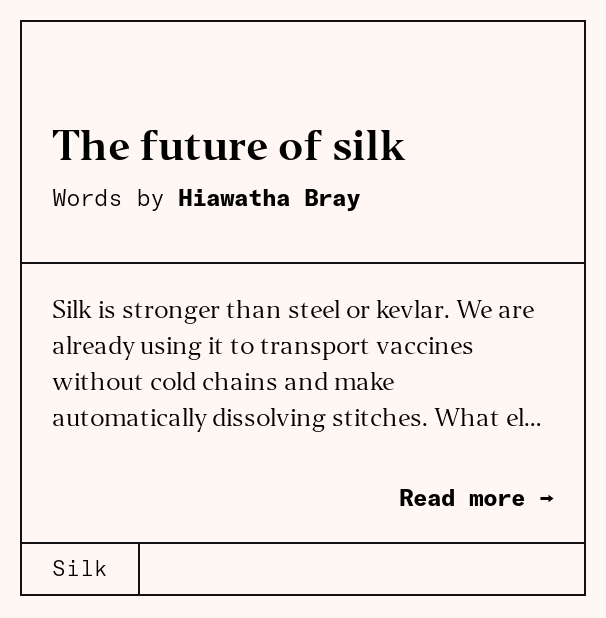 The future of silk
Words by Hiawatha Bray
Silk is stronger than steel or kevlar. We are
already using it to transport vaccines
without cold chains and make
automatically dissolving stitches. What el...
Read more →
Silk